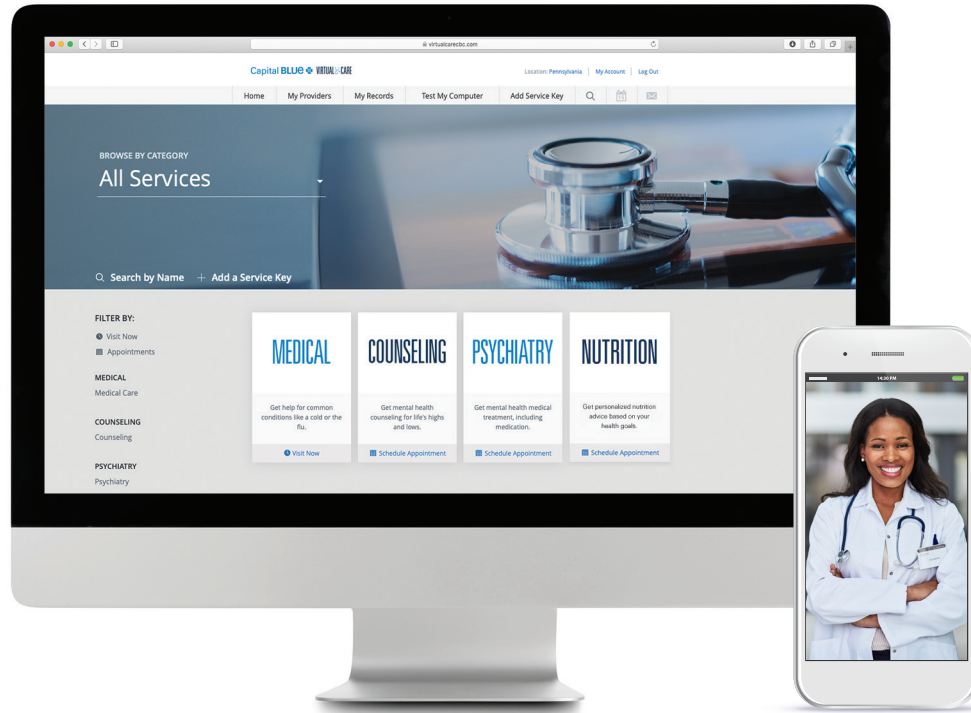 virtualcarecbc.com
Capital BLUE VIRTUAL CARE
Location: Pennsylvania | My Account | Log Out
Home My Providers My Records Test My Computer Add Service Key
BROWSE BY CATEGORY
All Services
Search by Name + Add a Service Key
FILTER BY:
Visit Now
Appointments
MEDICAL
Medical Care
COUNSELING
Counseling
PSYCHIATRY
Psychiatry
MEDICAL
Get help for common
conditions like a cold or the
flu.
Visit Now
COUNSELING
Get mental health
counseling for life's highs
and lows.
Schedule Appointment
PSYCHIATRY
Get mental health medical
treatment, including
medication.
Schedule Appointment
NUTRITION
Get personalized nutrition
advice based on your
health goals.
Schedule Appointment
14:30 PM